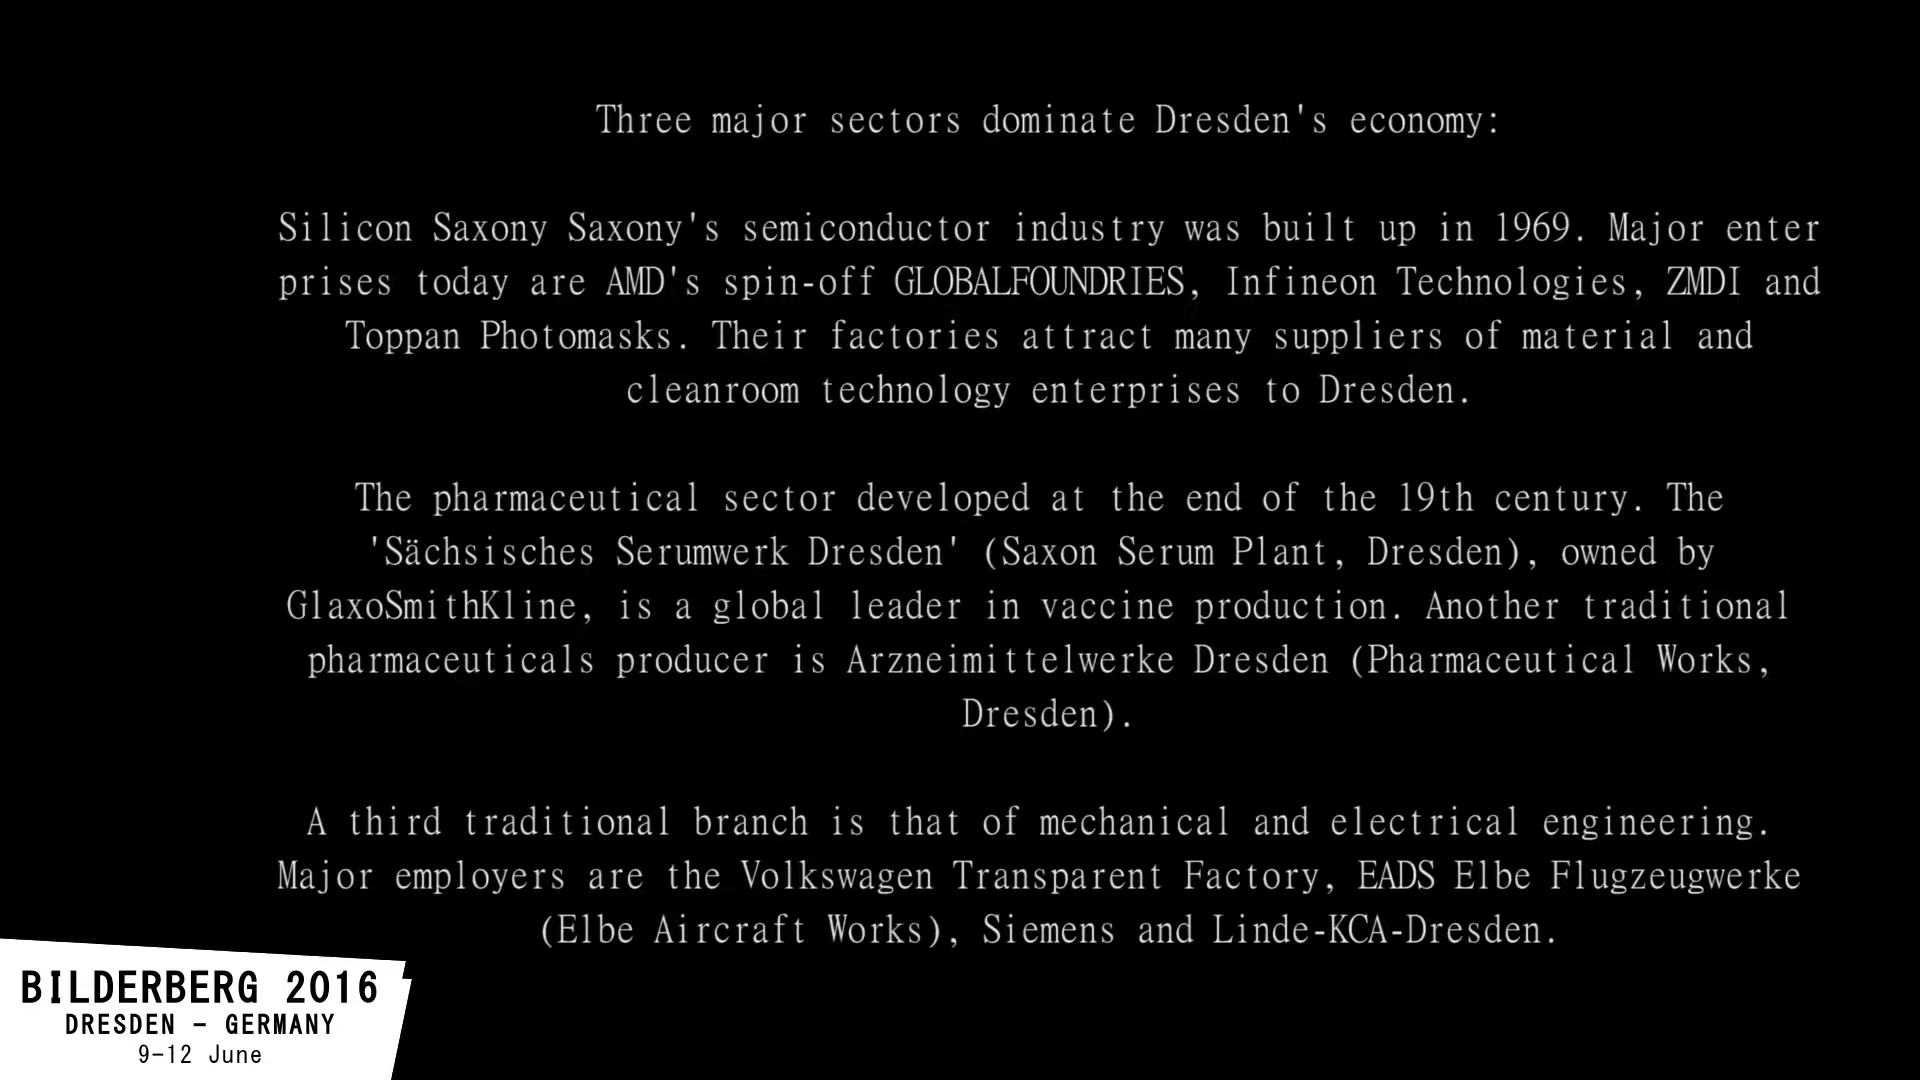 Three major sectors dominate Dresden's economy:
Silicon Saxony Saxony's semiconductor industry was built up in 1969. Major enter
prises today are AMD's spin-off GLOBALFOUNDRIES, Infineon Technologies, ZMDI and
Toppan Photomasks. Their factories attract many suppliers of material and
cleanroom technology enterprises to Dresden.
The pharmaceutical sector developed at the end of the 19th century. The
'Sächsisches Serumwerk Dresden' (Saxon Serum Plant, Dresden), owned by
GlaxoSmithKline, is a global leader in vaccine production. Another traditional
pharmaceuticals producer is Arzneimittelwerke Dresden (Pharmaceutical Works,
Dresden).
A third traditional branch is that of mechanical and electrical engineering.
Major employers are the Volkswagen Transparent Factory, EADS Elbe Flugzeugwerke
(Elbe Aircraft Works), Siemens and Linde-KCA-Dresden.
BILDERBERG 2016
DRESDEN - GERMANY
9-12 June